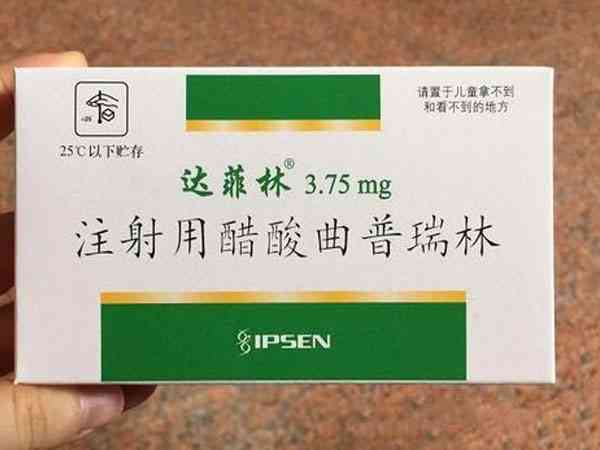 请置于儿童拿不到
和看不到的地方
25℃以下贮存
达菲林® 3.75 mg
注射用醋酸曲普瑞林
IPSEN